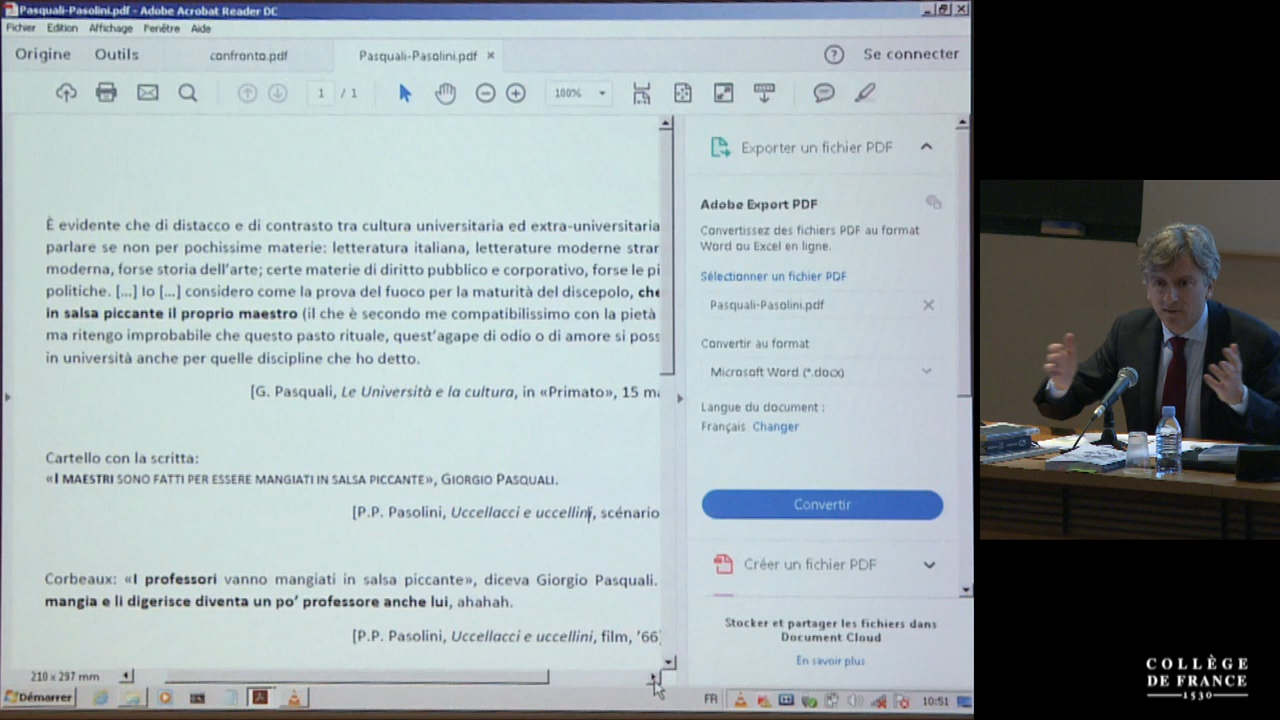 Pasquali-Pasolini.pdf - Adobe Acrobat Reader DC
Fichier Edition Affichage Fenêtre Aide
Origine Outils confronto.pdf Pasquali-Pasolini.pdf × ? Se connecter
1 / 1 100%
Exporter un fichier PDF
Adobe Export PDF
Convertissez des fichiers PDF au format
Word ou Excel en ligne.
Sélectionner un fichier PDF
Pasquali-Pasolini.pdf
Convertir au format
Microsoft Word (*.docx)
Langue du document :
Français Changer
Convertir
Créer un fichier PDF
Stocker et partager les fichiers dans
Document Cloud
En savoir plus
È evidente che di distacco e di contrasto tra cultura universitaria ed extra-universitaria
parlare se non per pochissime materie: letteratura italiana, letterature moderne stran
moderna, forse storia dell'arte; certe materie di diritto pubblico e corporativo, forse le pi
politiche. [...] Io [...] considero come la prova del fuoco per la maturità del discepolo, che
in salsa piccante il proprio maestro (il che è secondo me compatibilissimo con la pietà
ma ritengo improbabile che questo pasto rituale, quest'agape di odio o di amore si poss
in università anche per quelle discipline che ho detto.
[G. Pasquali, Le Università e la cultura, in «Primato», 15 ma
Cartello con la scritta:
«I MAESTRI SONO FATTI PER ESSERE MANGIATI IN SALSA PICCANTE», GIORGIO PASQUALI.
[P.P. Pasolini, Uccellacci e uccellini, scénario
Corbeaux: «I professori vanno mangiati in salsa piccante», diceva Giorgio Pasquali.
mangia e li digerisce diventa un po' professore anche lui, ahahah.
[P.P. Pasolini, Uccellacci e uccellini, film, '66]
210 x 297 mm
Démarrer FR 10:51
COLLÈGE
DE FRANCE
1530